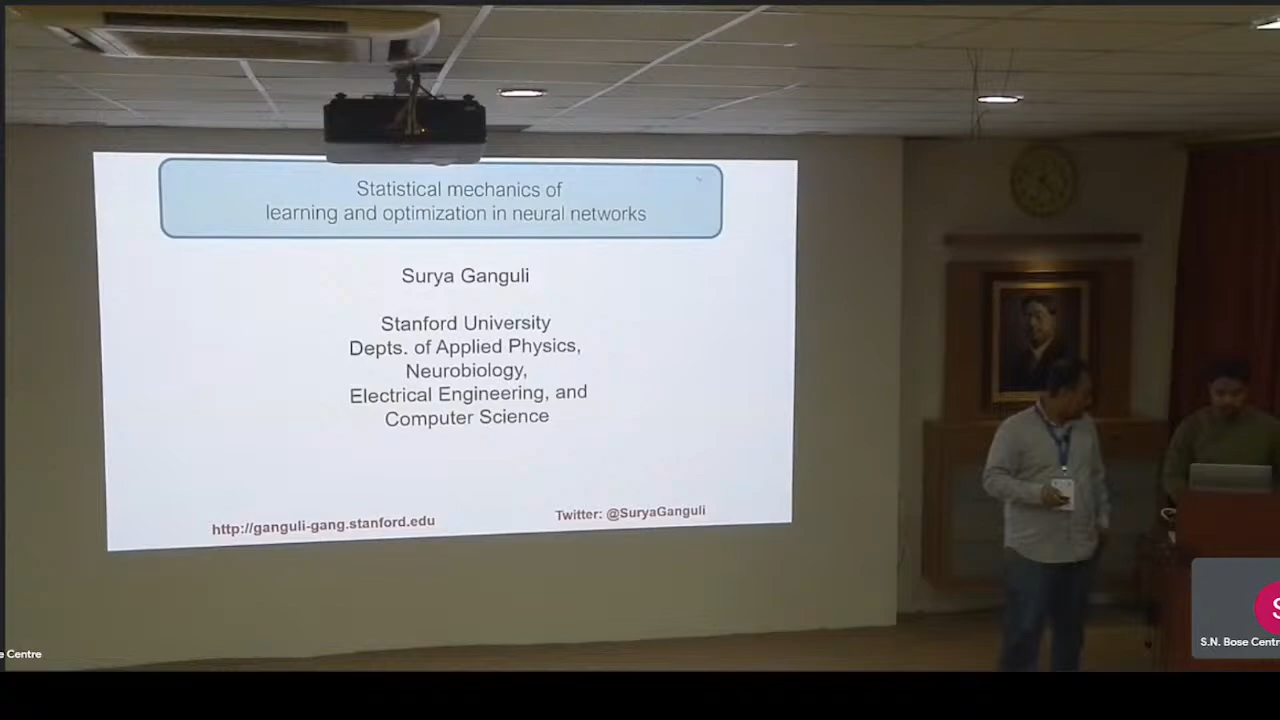 Statistical mechanics of
learning and optimization in neural networks
Surya Ganguli
Stanford University
Depts. of Applied Physics,
Neurobiology,
Electrical Engineering, and
Computer Science
http://ganguli-gang.stanford.edu
Twitter: @SuryaGanguli
S
S.N. Bose Centr
e Centre